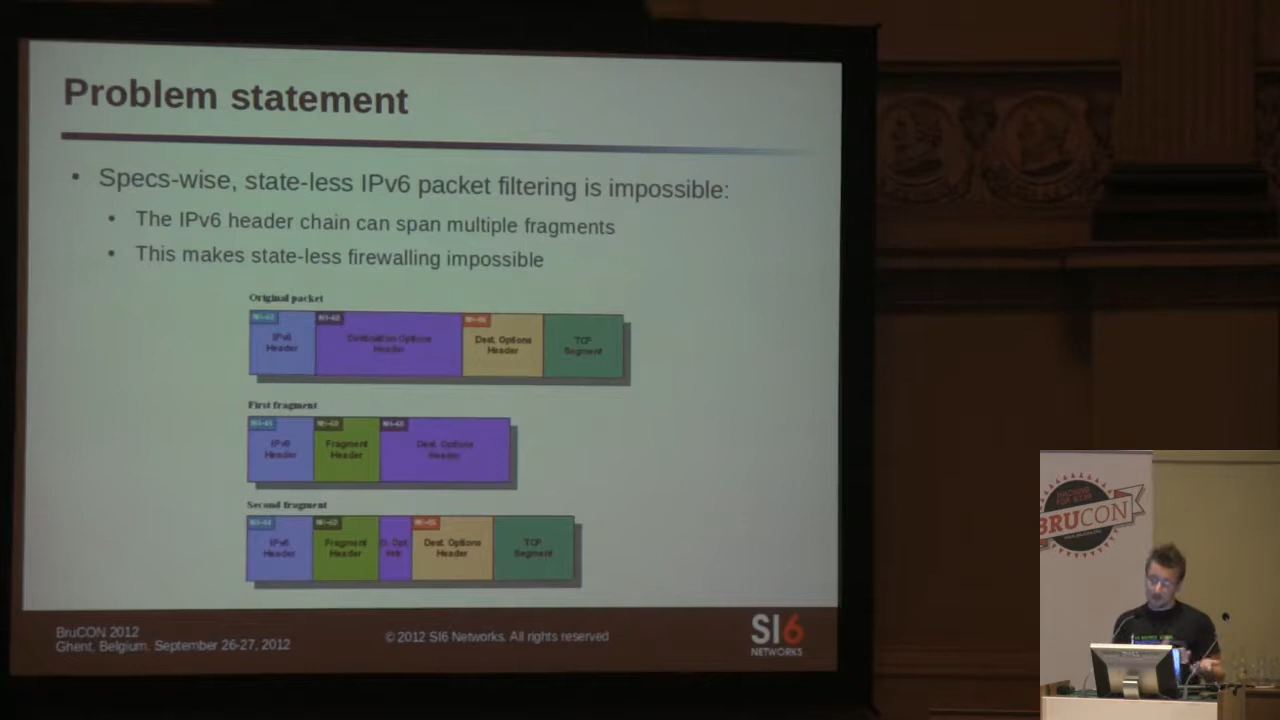 Problem statement
• Specs-wise, state-less IPv6 packet filtering is impossible:
• The IPv6 header chain can span multiple fragments
• This makes state-less firewalling impossible
Original packet
IPv6 Header
Destination Options Header
Dest. Options Header
TCP Segment
First fragment
IPv6 Header
Fragment Header
Dest. Options Header
Second fragment
IPv6 Header
Fragment Header
Dest. Options Header
TCP Segment
BruCON 2012
Ghent, Belgium. September 26-27, 2012
© 2012 SI6 Networks. All rights reserved
SI6
NETWORKS
BRUCON